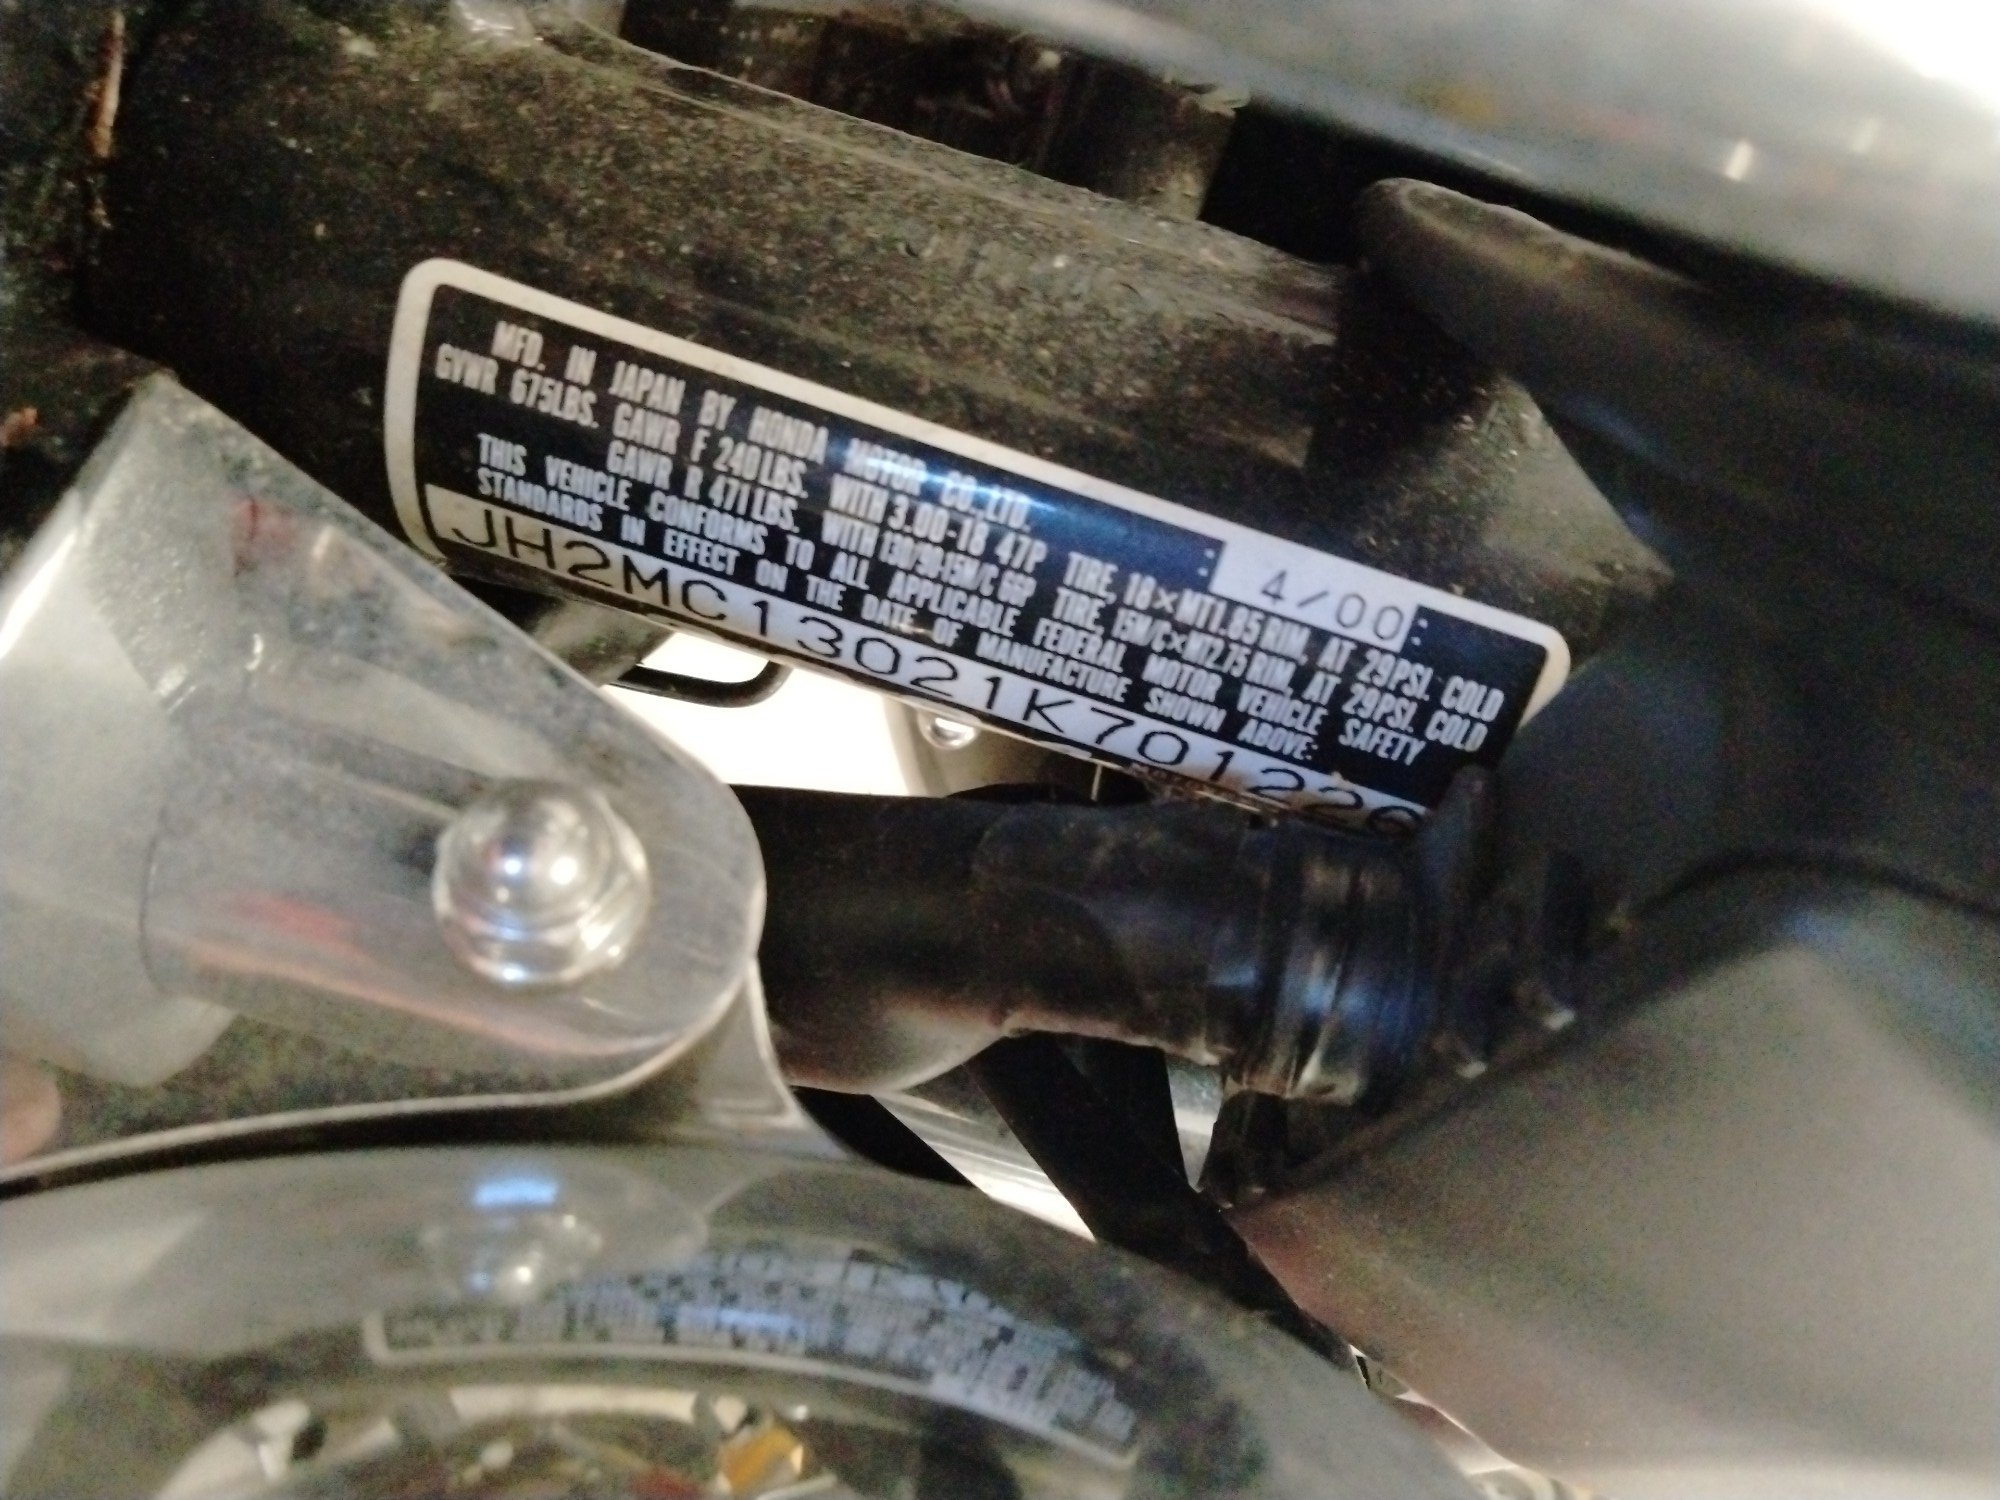 MFD. IN JAPAN BY HONDA MOTOR CO.,LTD. : 4/00 :
GVWR 675LBS. GAWR F 240LBS. WITH 3.00-18 47P TIRE, 18×MT1.85 RIM, AT 29PSI. COLD
GAWR R 471LBS. WITH 130/90-15M/C 66P TIRE, 15M/C×MT2.75 RIM, AT 29PSI. COLD
THIS VEHICLE CONFORMS TO ALL APPLICABLE FEDERAL MOTOR VEHICLE SAFETY
STANDARDS IN EFFECT ON THE DATE OF MANUFACTURE SHOWN ABOVE:
JH2MC13021K701226